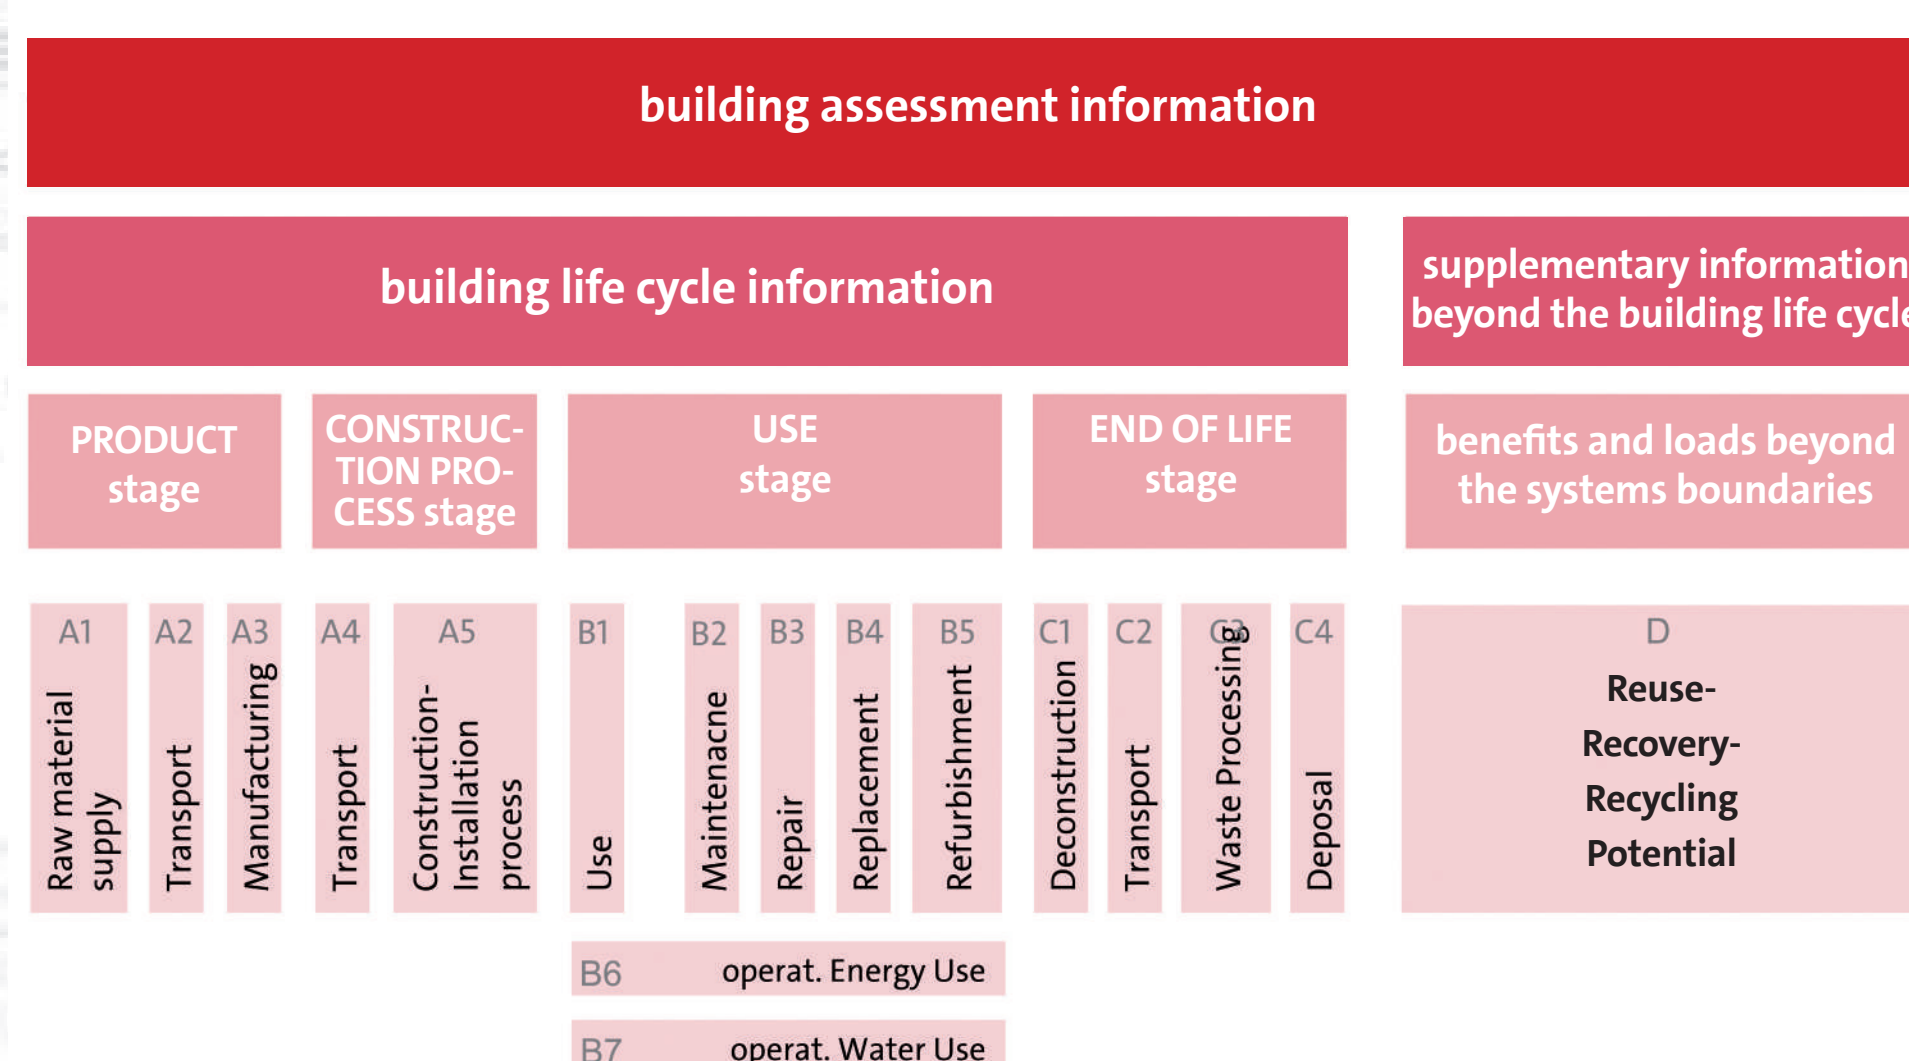 building assessment information
building life cycle information
supplementary information
beyond the building life cycle
PRODUCT
stage
CONSTRUC-
TION PRO-
CESS stage
USE
stage
END OF LIFE
stage
benefits and loads beyond
the systems boundaries
A1
Raw material
supply
A2
Transport
A3
Manufacturing
A4
Transport
A5
Construction-
Installation
process
B1
Use
B2
Maintenacne
B3
Repair
B4
Replacement
B5
Refurbishment
C1
Deconstruction
C2
Transport
C3
Waste Processing
C4
Deposal
D
Reuse-
Recovery-
Recycling
Potential
B6 operat. Energy Use
B7 operat. Water Use